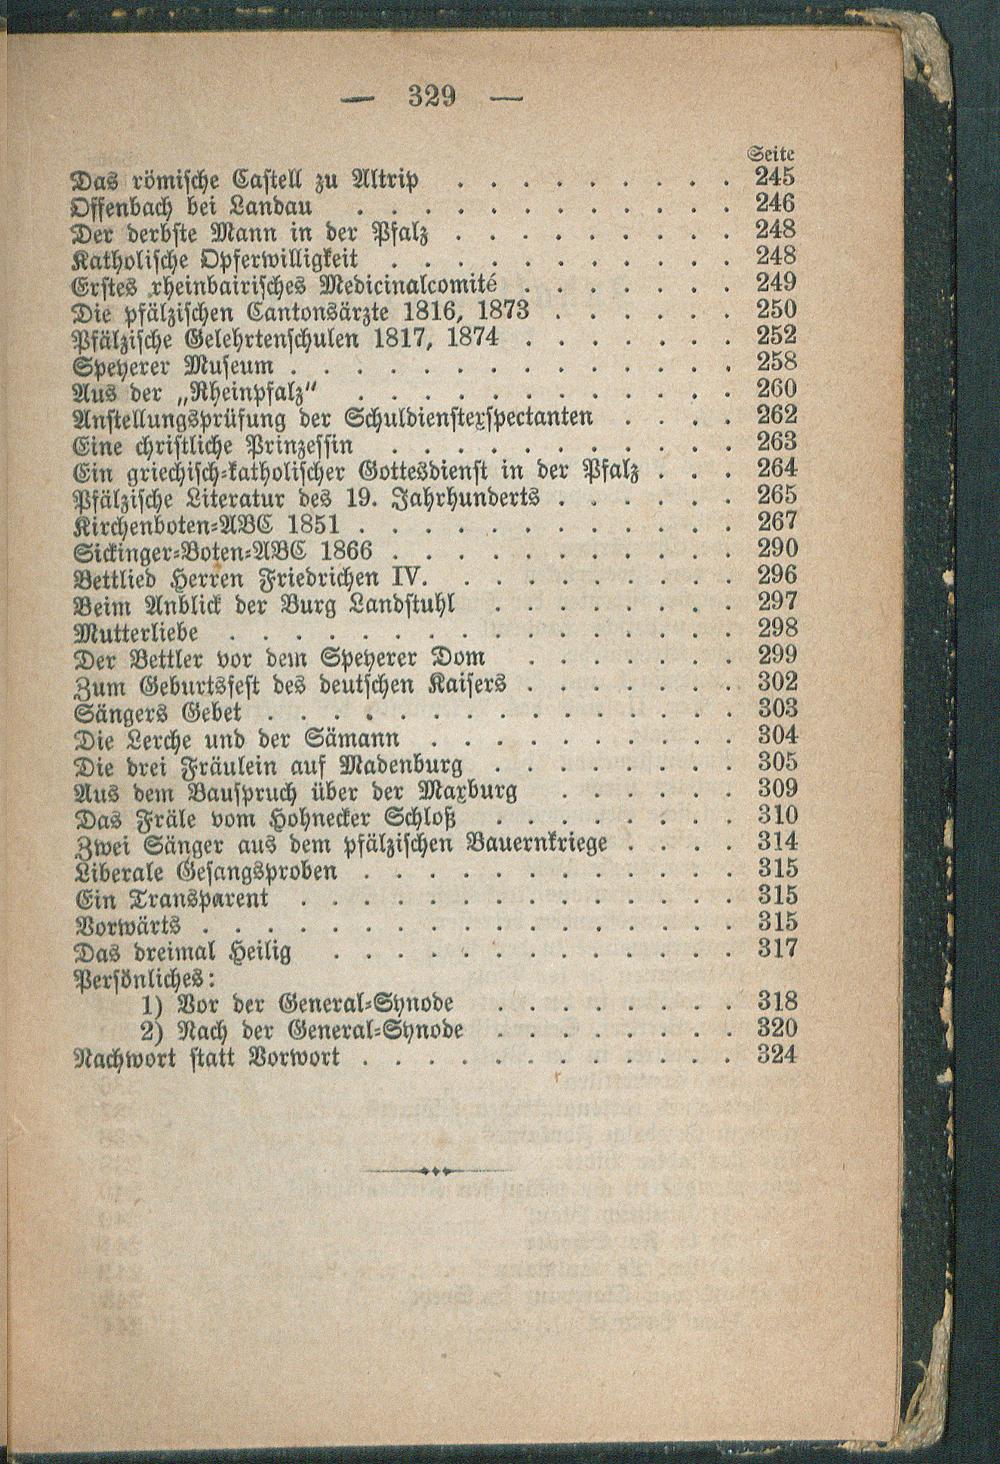 — 329 —
Seite
Das römische Castell zu Altrip . . . . . . . . . 245
Offenbach bei Landau . . . . . . . . . . . . 246
Der derbste Mann in der Pfalz . . . . . . . . . 248
Katholische Opferwilligkeit . . . . . . . . . . . 248
Erstes rheinbairisches Medicinalcomité . . . . . . . 249
Die pfälzischen Cantonsärzte 1816, 1873 . . . . . . 250
Pfälzische Gelehrtenschulen 1817, 1874 . . . . . . . 252
Speyerer Museum . . . . . . . . . . . . . . 258
Aus der „Rheinpfalz“ . . . . . . . . . . . . 260
Anstellungsprüfung der Schuldienstexspectanten . . . . 262
Eine christliche Prinzessin . . . . . . . . . . . 263
Ein griechisch-katholischer Gottesdienst in der Pfalz . . . 264
Pfälzische Literatur des 19. Jahrhunderts . . . . . . 265
Kirchenboten-ABC 1851 . . . . . . . . . . . . 267
Sickinger-Boten-ABC 1866 . . . . . . . . . . . 290
Bettlied Herren Friedrichen IV. . . . . . . . . . 296
Beim Anblick der Burg Landstuhl . . . . . . . . 297
Mutterliebe . . . . . . . . . . . . . . . . 298
Der Bettler vor dem Speyerer Dom . . . . . . . 299
Zum Geburtsfest des deutschen Kaisers . . . . . . . 302
Sängers Gebet . . . . . . . . . . . . . . . 303
Die Lerche und der Sämann . . . . . . . . . . 304
Die drei Fräulein auf Madenburg . . . . . . . . 305
Aus dem Bauspruch über der Maxburg . . . . . . 309
Das Fräle vom Hohnecker Schloß . . . . . . . . 310
Zwei Sänger aus dem pfälzischen Bauernkriege . . . . 314
Liberale Gesangsproben . . . . . . . . . . . . 315
Ein Transparent . . . . . . . . . . . . . . 315
Vorwärts . . . . . . . . . . . . . . . . . 315
Das dreimal Heilig . . . . . . . . . . . . . 317
Persönliches:
1) Vor der General-Synode . . . . . . . . 318
2) Nach der General-Synode . . . . . . . . 320
Nachwort statt Vorwort . . . . . . . . . . . . 324